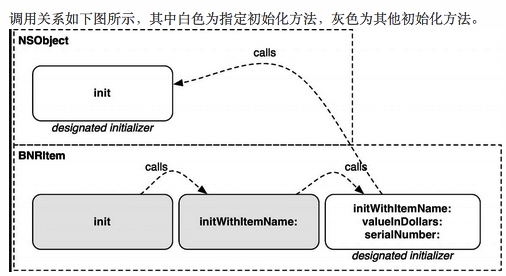 调用关系如下图所示，其中白色为指定初始化方法，灰色为其他初始化方法。
NSObject
calls
init
designated initializer
BNRItem
calls
calls
init
initWithItemName:
initWithItemName:
valueInDollars:
serialNumber:
designated initializer